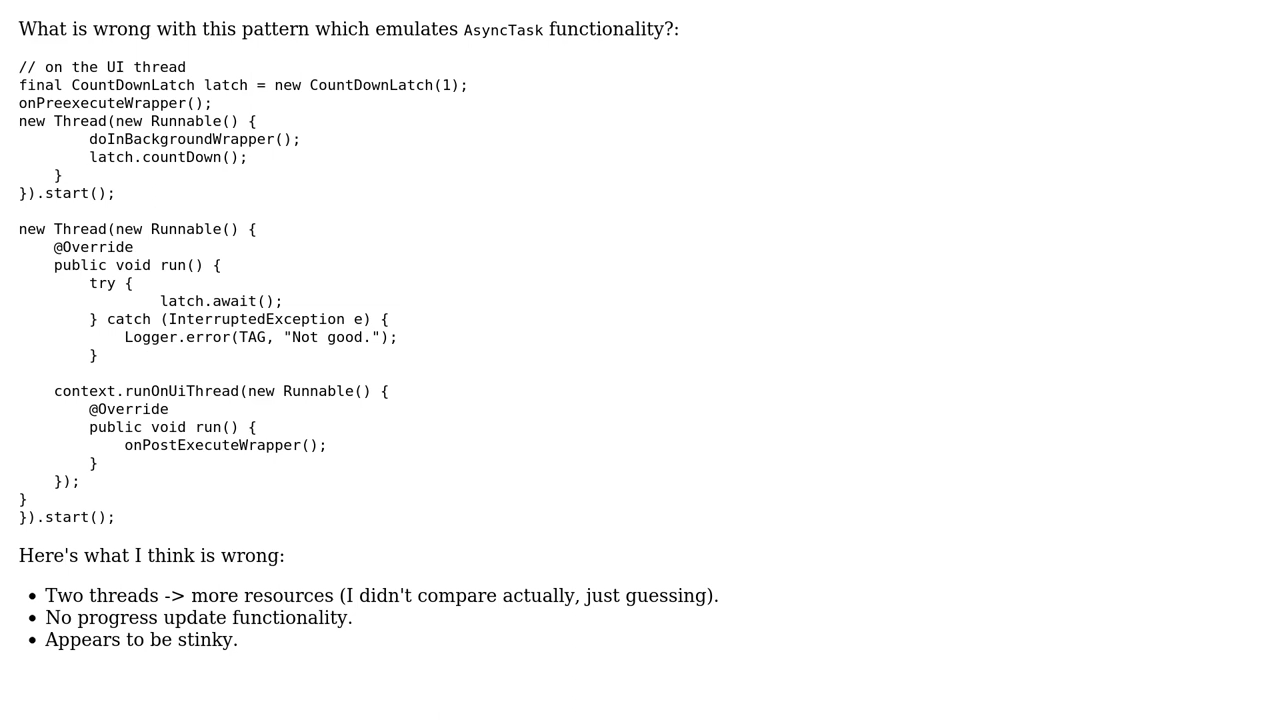 What is wrong with this pattern which emulates AsyncTask functionality?:
// on the UI thread
final CountDownLatch latch = new CountDownLatch(1);
onPreexecuteWrapper();
new Thread(new Runnable() {
        doInBackgroundWrapper();
        latch.countDown();
    }
}).start();

new Thread(new Runnable() {
    @Override
    public void run() {
        try {
                latch.await();
        } catch (InterruptedException e) {
            Logger.error(TAG, "Not good.");
        }

    context.runOnUiThread(new Runnable() {
        @Override
        public void run() {
            onPostExecuteWrapper();
        }
    });
}
}).start();
Here's what I think is wrong:
• Two threads -> more resources (I didn't compare actually, just guessing).
• No progress update functionality.
• Appears to be stinky.